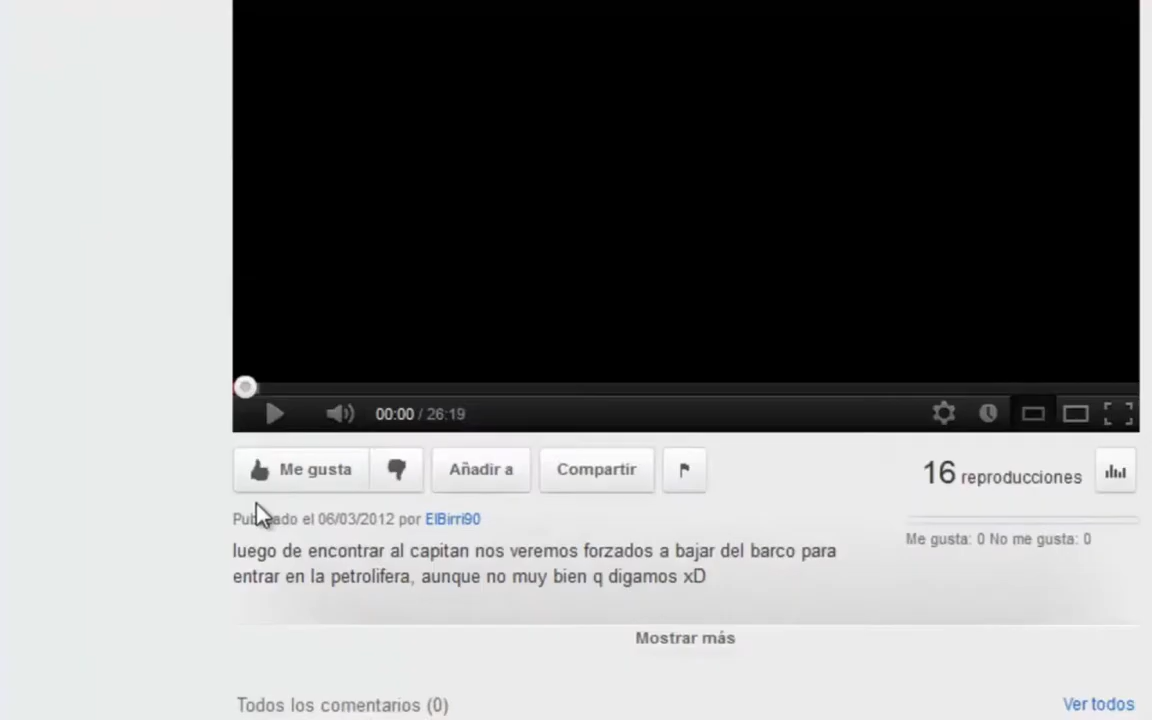 00:00 / 26:19
Me gusta Añadir a Compartir 16 reproducciones
ado el 06/03/2012 por ElBirri90
Me gusta: 0 No me gusta: 0
luego de encontrar al capitan nos veremos forzados a bajar del barco para
entrar en la petrolifera, aunque no muy bien q digamos xD
Mostrar más
Todos los comentarios (0) Ver todos